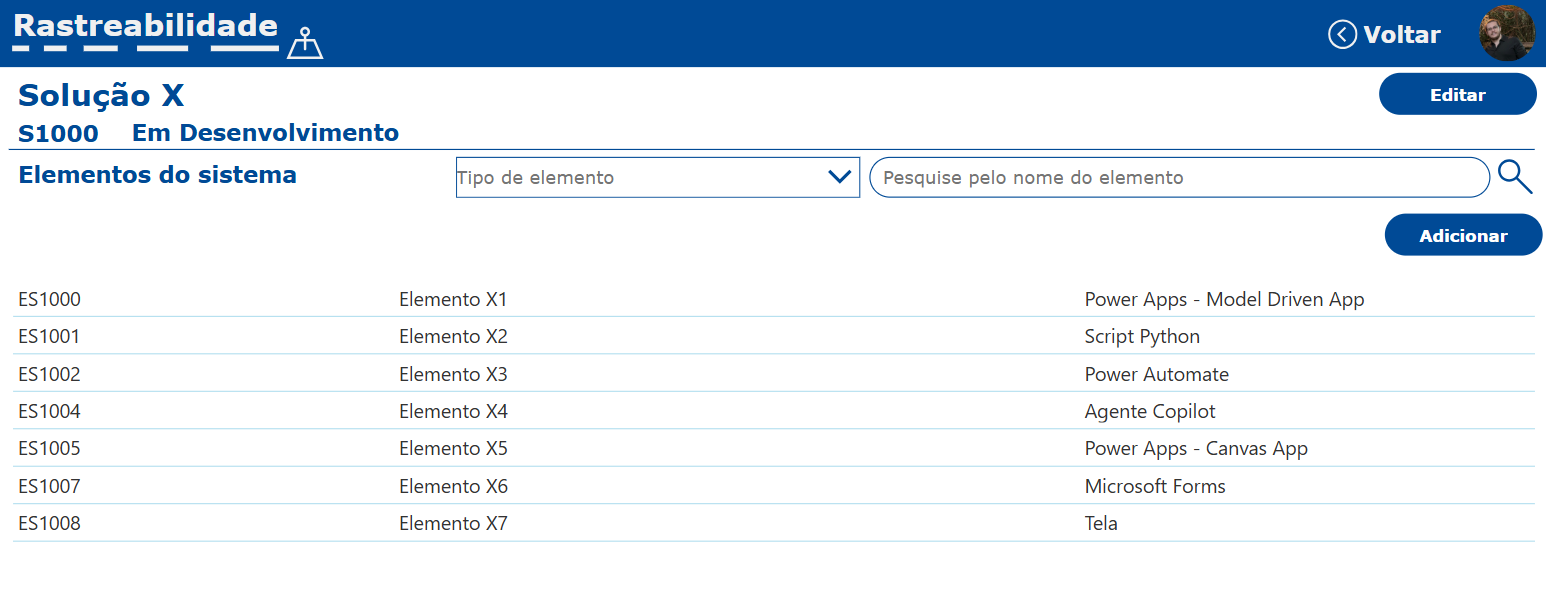 Rastreabilidade
Voltar
Solução X
Editar
S1000 Em Desenvolvimento
Elementos do sistema
Tipo de elemento
Pesquise pelo nome do elemento
Adicionar
ES1000 Elemento X1 Power Apps - Model Driven App
ES1001 Elemento X2 Script Python
ES1002 Elemento X3 Power Automate
ES1004 Elemento X4 Agente Copilot
ES1005 Elemento X5 Power Apps - Canvas App
ES1007 Elemento X6 Microsoft Forms
ES1008 Elemento X7 Tela